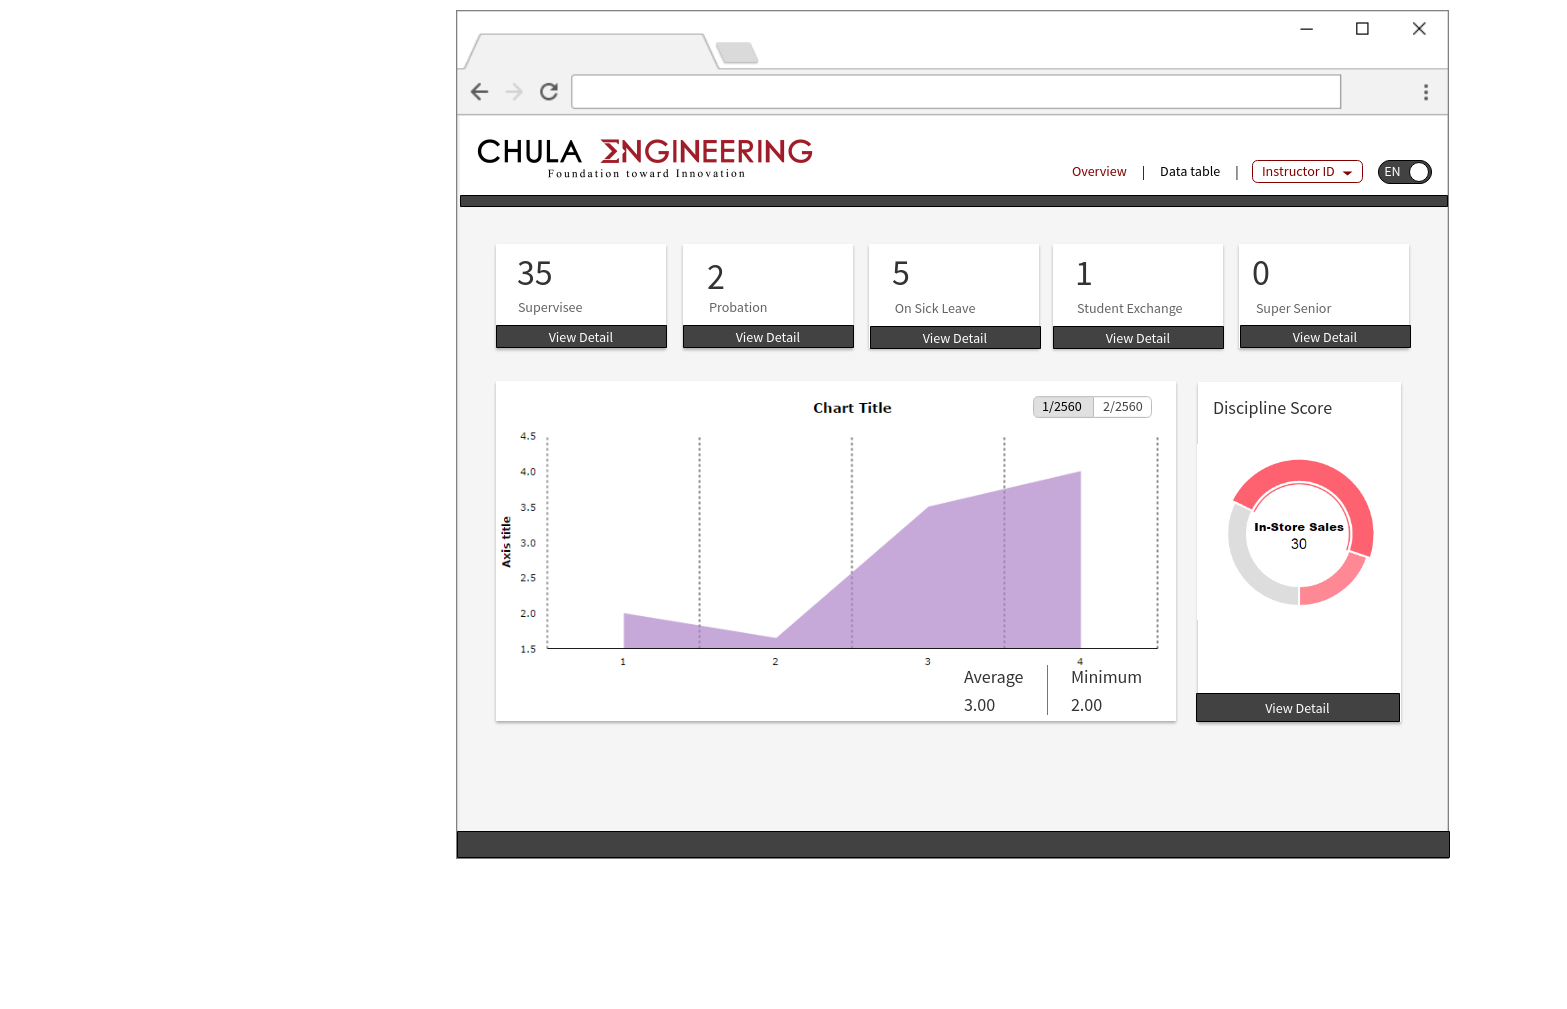 CHULA ΣNGINEERING
Foundation toward Innovation
Overview | Data table | Instructor ID EN
35
Supervisee
View Detail
2
Probation
View Detail
5
On Sick Leave
View Detail
1
Student Exchange
View Detail
0
Super Senior
View Detail
Chart Title
1/2560 2/2560
Axis title
4.5
4.0
3.5
3.0
2.5
2.0
1.5
1 2 3 4
Average Minimum
3.00 2.00
Discipline Score
In-Store Sales
30
View Detail